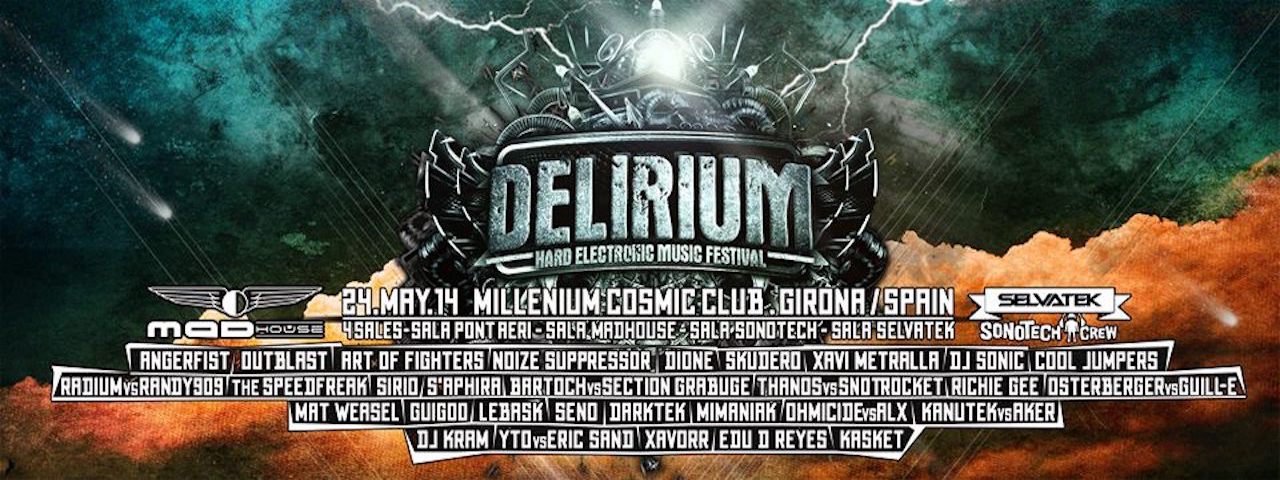 DELIRIUM
HARD ELECTRONIC MUSIC FESTIVAL
24.MAY.14 MILLENIUM COSMIC CLUB . GIRONA / SPAIN
4 SALES - SALA PONT AERI - SALA MADHOUSE - SALA SONOTECH - SALA SELVATEK
MADHOUSE
SELVATEK
SONOTECH CREW
ANGERFIST \ OUTBLAST \ ART OF FIGHTERS \ NOIZE SUPPRESSOR \ DIONE \ SKUDERO \ XAVI METRALLA \ DJ SONIC \ COOL JUMPERS
RADIUM vs RANDY909 \ THE SPEEDFREAK \ SIRIO \ S'APHIRA \ BARTOCH vs SECTION GRABUGE \ THANOS vs SNOTROCKET \ RICHIE GEE \ OSTERBERGER vs GUILL-E
MAT WEASEL \ GUIGOO \ LEBASK \ SENO \ DARKTEK \ MIMANIAK \ OHMICIDE vs ALX \ KANUTEK vs AKER
DJ KRAM \ YTO vs ERIC SAND \ XAVORR \ EDU D REYES \ KASKET